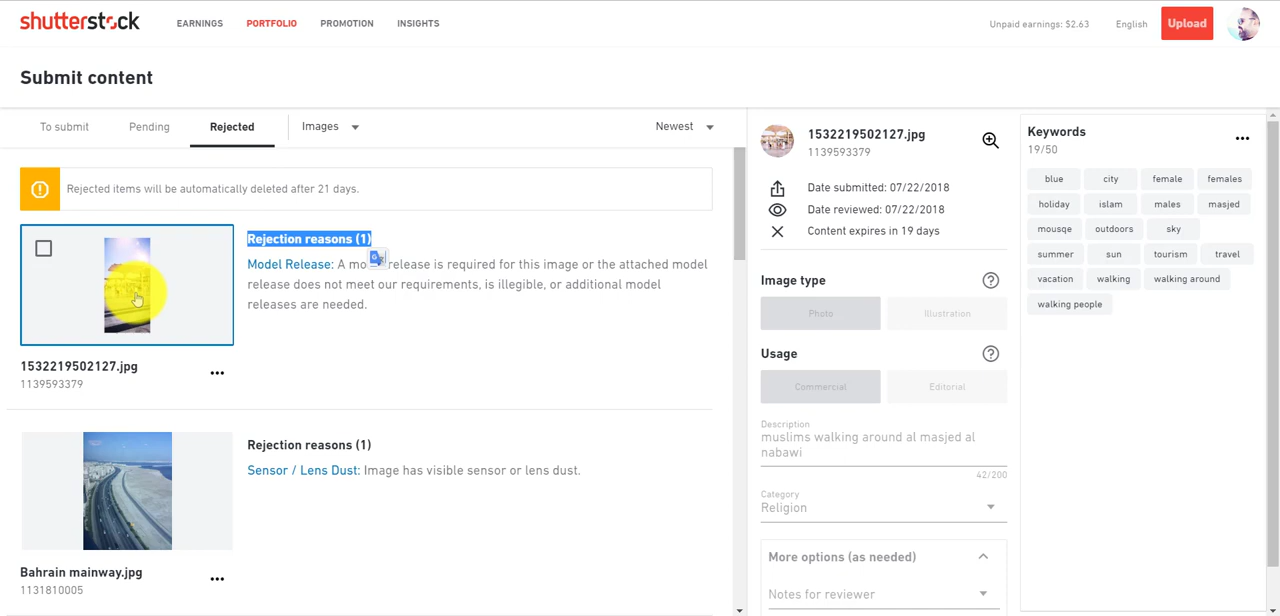 shutterstock EARNINGS PORTFOLIO PROMOTION INSIGHTS Unpaid earnings: $2.63 English Upload
Submit content
To submit Pending Rejected Images Newest
Rejected items will be automatically deleted after 21 days.
Rejection reasons (1)
Model Release: A mo release is required for this image or the attached model
release does not meet our requirements, is illegible, or additional model
releases are needed.
1532219502127.jpg
1139593379
Rejection reasons (1)
Sensor / Lens Dust: Image has visible sensor or lens dust.
Bahrain mainway.jpg
1131810005
1532219502127.jpg
1139593379
Date submitted: 07/22/2018
Date reviewed: 07/22/2018
Content expires in 19 days
Image type
Photo Illustration
Usage
Commercial Editorial
Description
muslims walking around al masjed al
nabawi
42/200
Category
Religion
More options (as needed)
Notes for reviewer
Keywords
19/50
blue city female females
holiday islam males masjed
mousqe outdoors sky
summer sun tourism travel
vacation walking walking around
walking people